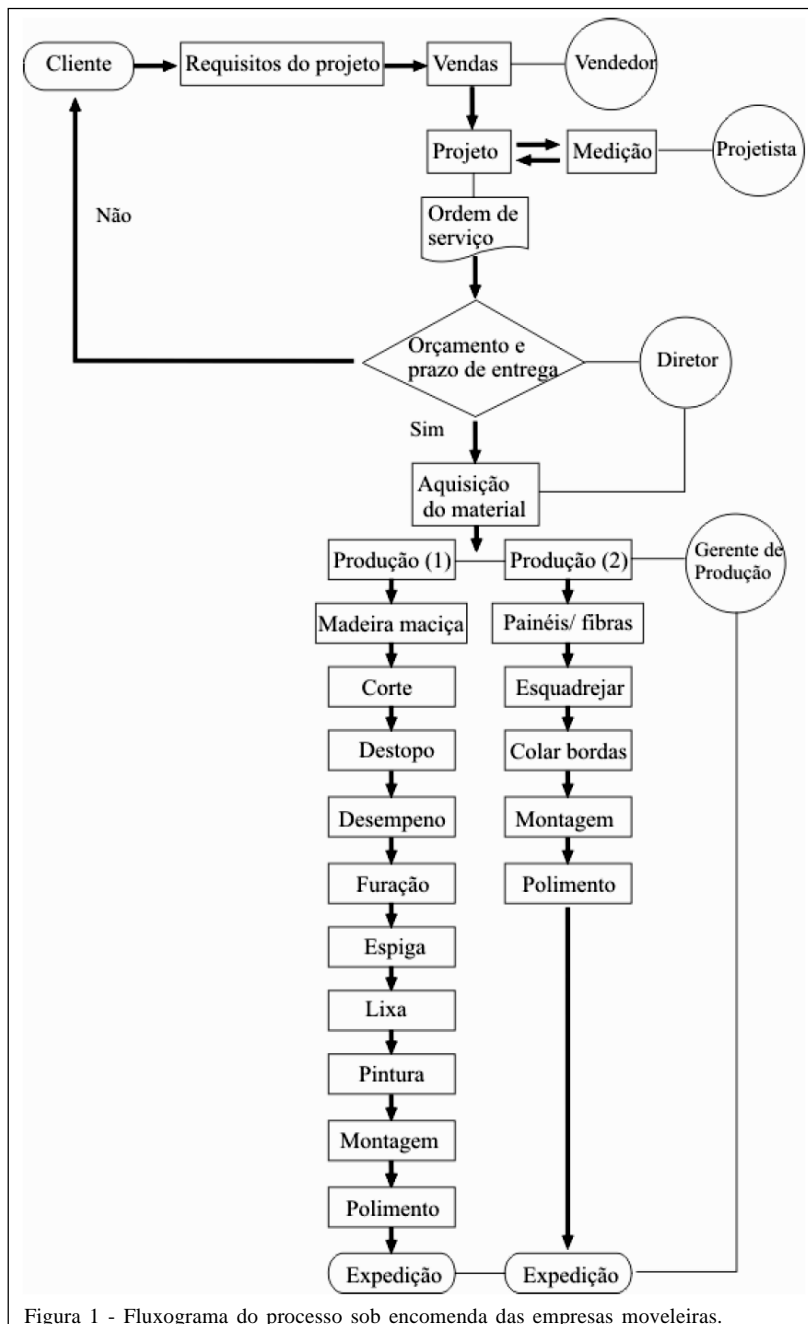 Cliente
Requisitos do projeto
Vendas
Vendedor
Projeto
Medição
Projetista
Não
Ordem de
serviço
Orçamento e
prazo de entrega
Diretor
Sim
Aquisição
do material
Produção (1)
Produção (2)
Gerente de
Produção
Madeira maciça
Painéis/ fibras
Corte
Esquadrejar
Destopo
Colar bordas
Desempeno
Montagem
Furação
Polimento
Espiga
Lixa
Pintura
Montagem
Polimento
Expedição
Expedição
Figura 1 - Fluxograma do processo sob encomenda das empresas moveleiras.